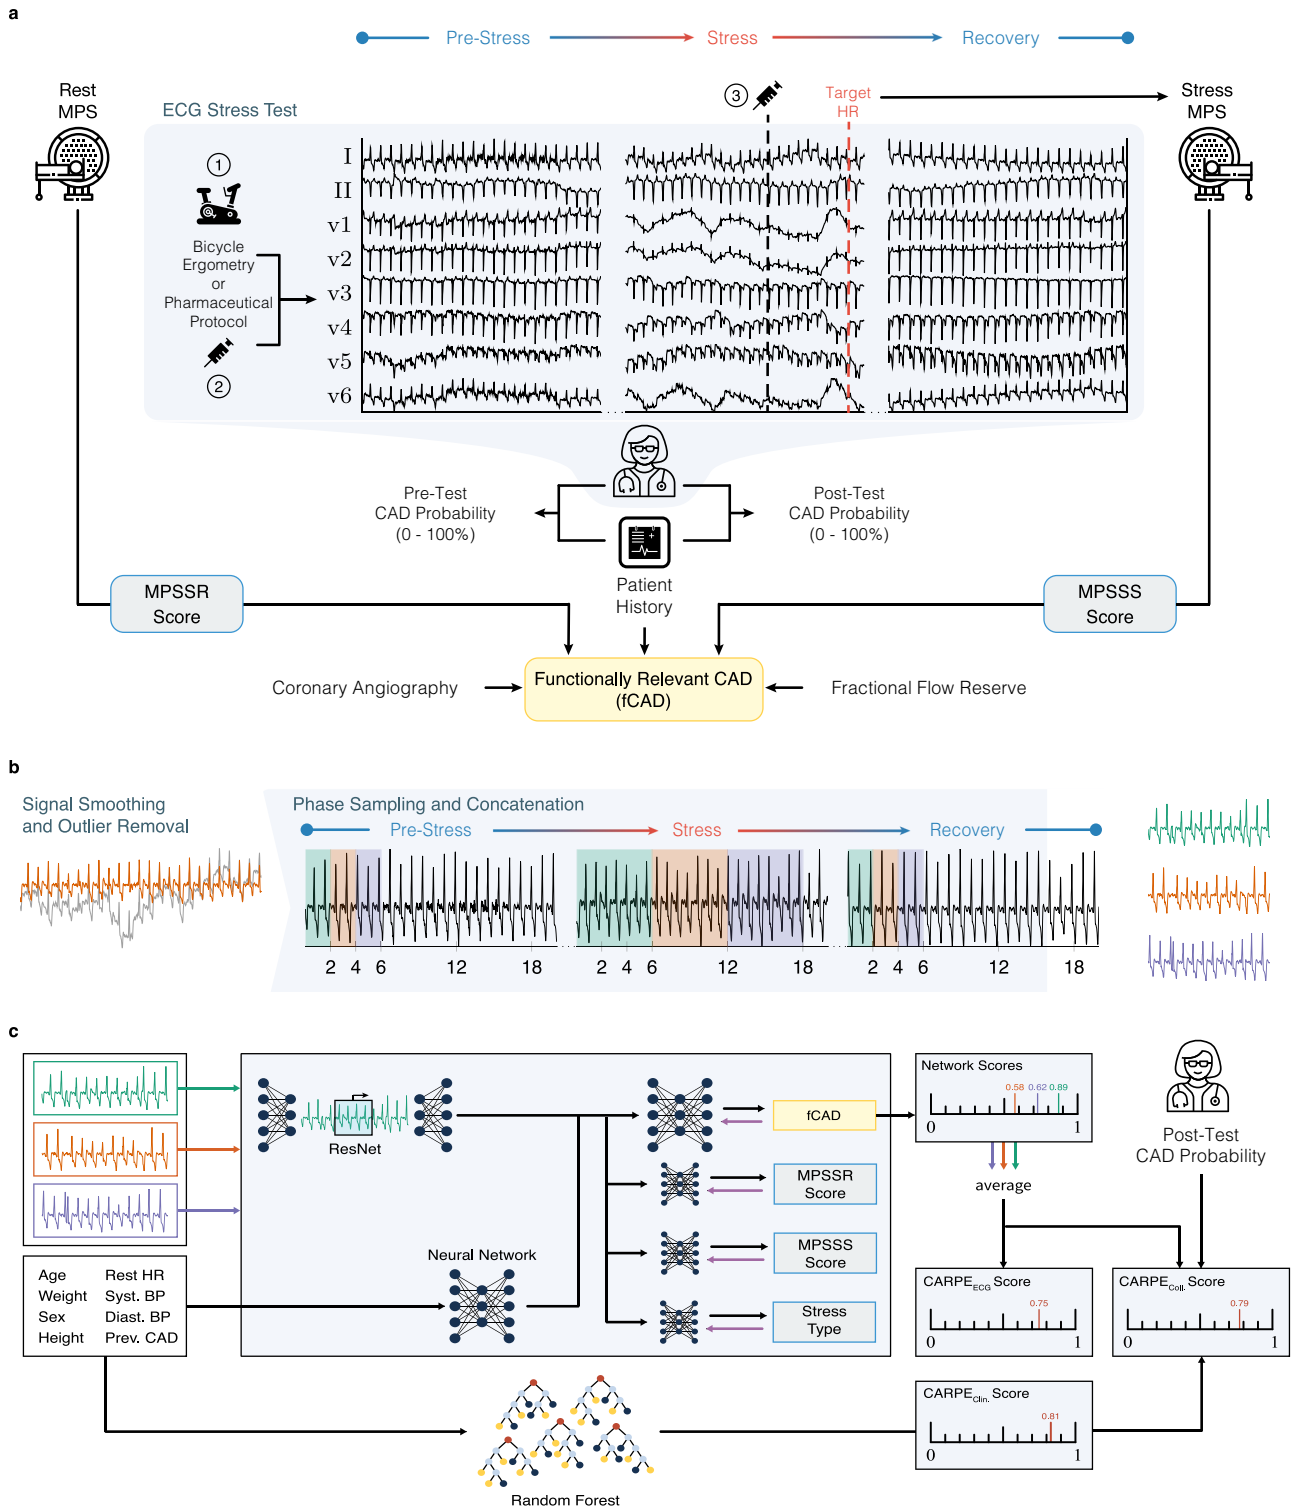 a
Pre-Stress
Stress
Recovery
Rest
MPS
ECG Stress Test
3
Target
HR
Stress
MPS
1
Bicycle
Ergometry
or
Pharmaceutical
Protocol
2
I
II
v1
v2
v3
v4
v5
v6
Pre-Test
CAD Probability
(0 - 100%)
Post-Test
CAD Probability
(0 - 100%)
Patient
History
MPSSR
Score
MPSSS
Score
Coronary Angiography
Functionally Relevant CAD
(fCAD)
Fractional Flow Reserve
b
Signal Smoothing
and Outlier Removal
Phase Sampling and Concatenation
Pre-Stress
Stress
Recovery
2 4 6 12 18
2 4 6 12 18
2 4 6 12 18
c
ResNet
Neural Network
fCAD
MPSSR
Score
MPSSS
Score
Stress
Type
Age
Weight
Sex
Height
Rest HR
Syst. BP
Diast. BP
Prev. CAD
Random Forest
Network Scores
0.58 0.62 0.89
0 1
average
Post-Test
CAD Probability
CARPE ECG Score
0.75
0 1
CARPE Coll. Score
0.79
0 1
CARPE Clin. Score
0.81
0 1